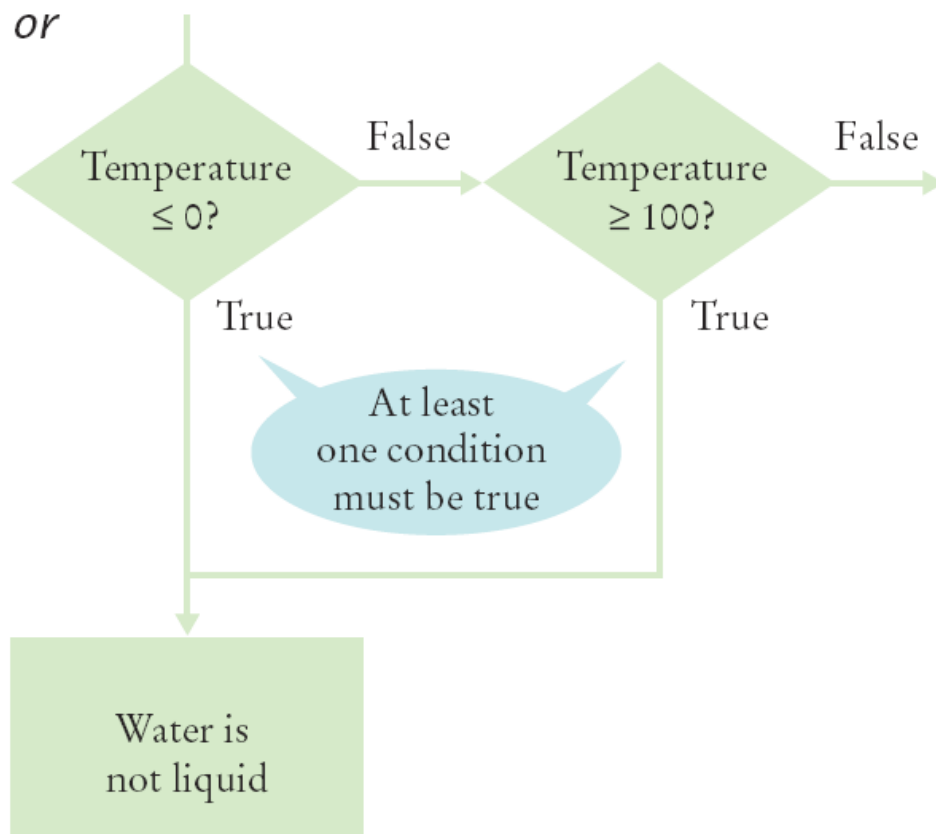 or
Temperature
≤ 0?
False
Temperature
≥ 100?
False
True
True
At least
one condition
must be true
Water is
not liquid